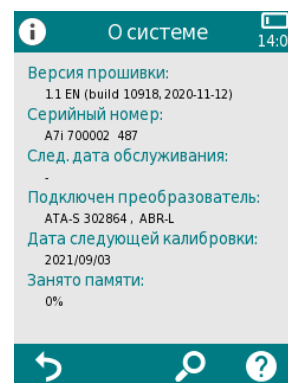 О системе
14:0
Версия прошивки:
1.1 EN (build 10918, 2020-11-12)
Серийный номер:
A7i 700002 487
След. дата обслуживания:
-
Подключен преобразователь:
ATA-S 302864 , ABR-L
Дата следующей калибровки:
2021/09/03
Занято памяти:
0%